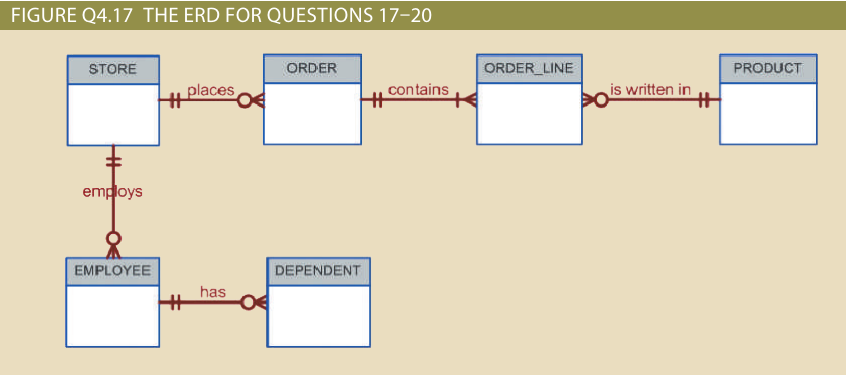 FIGURE Q4.17 THE ERD FOR QUESTIONS 17–20
STORE
places
ORDER
contains
ORDER_LINE
is written in
PRODUCT
employs
EMPLOYEE
has
DEPENDENT